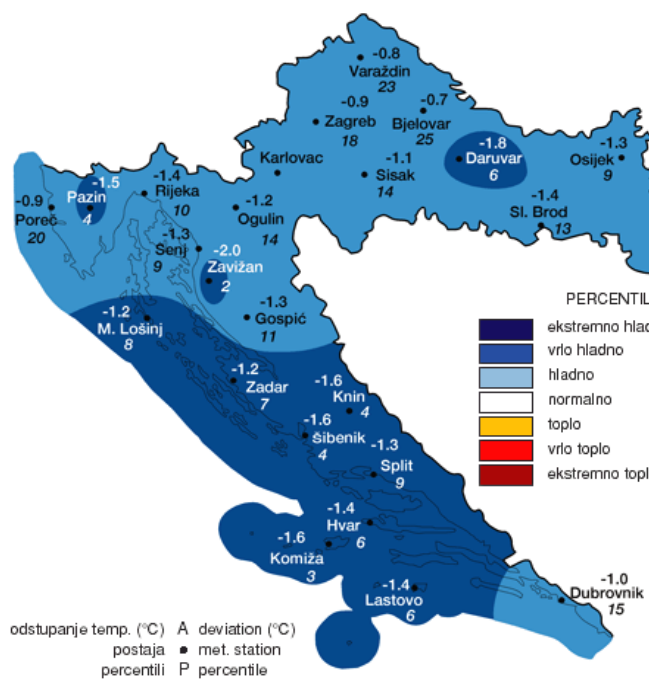 -0.8
Varaždin
23
-0.9
Zagreb
18
-0.7
Bjelovar
25
-1.8
Daruvar
6
-1.3
Osijek
9
Karlovac
-1.1
Sisak
14
-1.4
Sl. Brod
13
-0.9
Poreč
20
-1.5
Pazin
4
-1.4
Rijeka
10
-1.2
Ogulin
14
-1.3
Senj
9
-2.0
Zavižan
2
-1.3
Gospić
11
-1.2
M. Lošinj
8
-1.2
Zadar
7
-1.6
Knin
4
-1.6
šibenik
4
-1.3
Split
9
-1.4
Hvar
6
-1.6
Komiža
3
-1.4
Lastovo
6
-1.0
Dubrovnik
15
PERCENTIL
ekstremno hlad
vrlo hladno
hladno
normalno
toplo
vrlo toplo
ekstremno topl
odstupanje temp. (°C) A deviation (°C)
postaja ● met. station
percentili P percentile